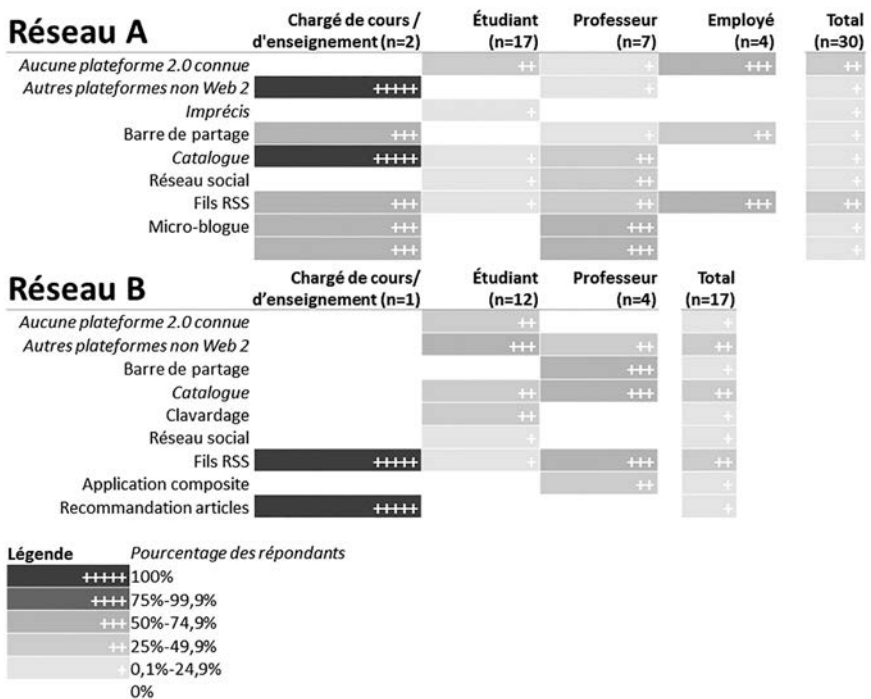 Réseau A Chargé de cours / d'enseignement (n=2) Étudiant (n=17) Professeur (n=7) Employé (n=4) Total (n=30)
Aucune plateforme 2.0 connue ++ + +++ ++
Autres plateformes non Web 2 +++++ + +
Imprécis + +
Barre de partage +++ + ++ +
Catalogue +++++ + ++ +
Réseau social + ++ +
Fils RSS +++ + ++ +++ ++
Micro-blogue +++ +++ +
+++ +++ +
Réseau B Chargé de cours/ d'enseignement (n=1) Étudiant (n=12) Professeur (n=4) Total (n=17)
Aucune plateforme 2.0 connue ++ +
Autres plateformes non Web 2 +++ ++ ++
Barre de partage +++ +
Catalogue ++ +++ ++
Clavardage ++ +
Réseau social + +
Fils RSS +++++ + +++ ++
Application composite ++ +
Recommandation articles +++++ +
Légende Pourcentage des répondants
+++++ 100%
++++ 75%-99,9%
+++ 50%-74,9%
++ 25%-49,9%
+ 0,1%-24,9%
0%